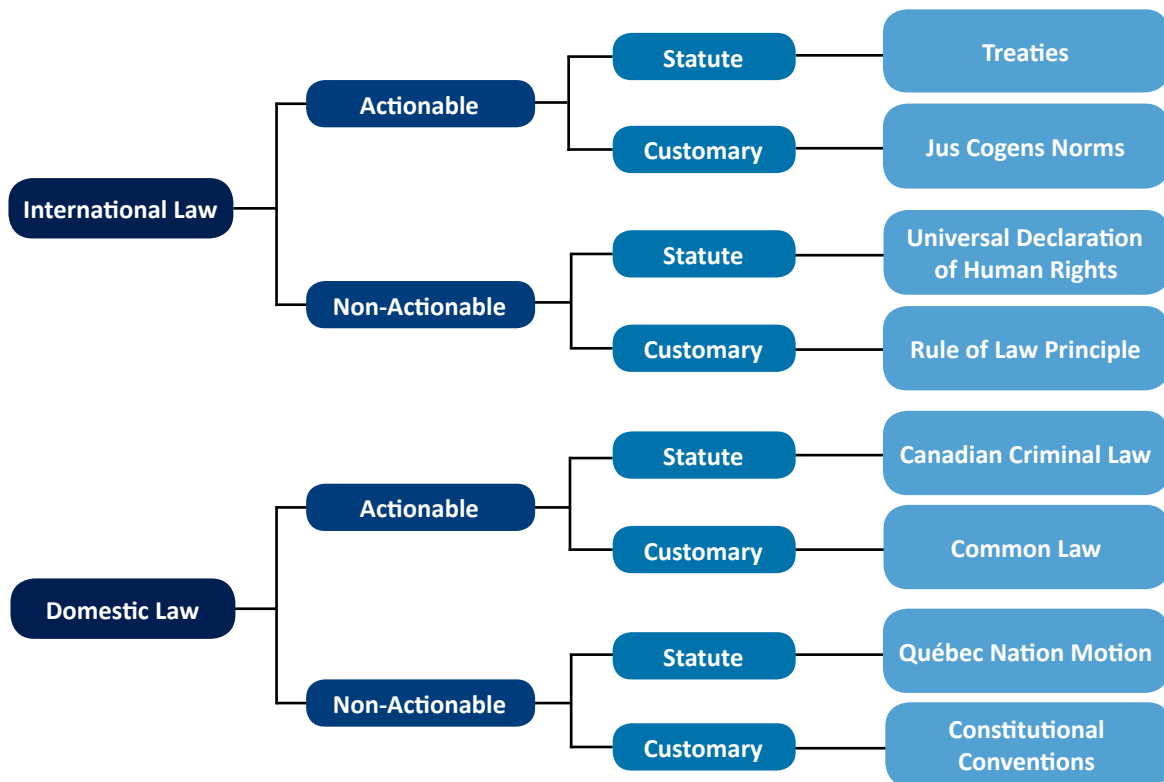 International Law
Actionable
Statute
Treaties
Customary
Jus Cogens Norms
Non-Actionable
Statute
Universal Declaration
of Human Rights
Customary
Rule of Law Principle
Domestic Law
Actionable
Statute
Canadian Criminal Law
Customary
Common Law
Non-Actionable
Statute
Québec Nation Motion
Customary
Constitutional
Conventions